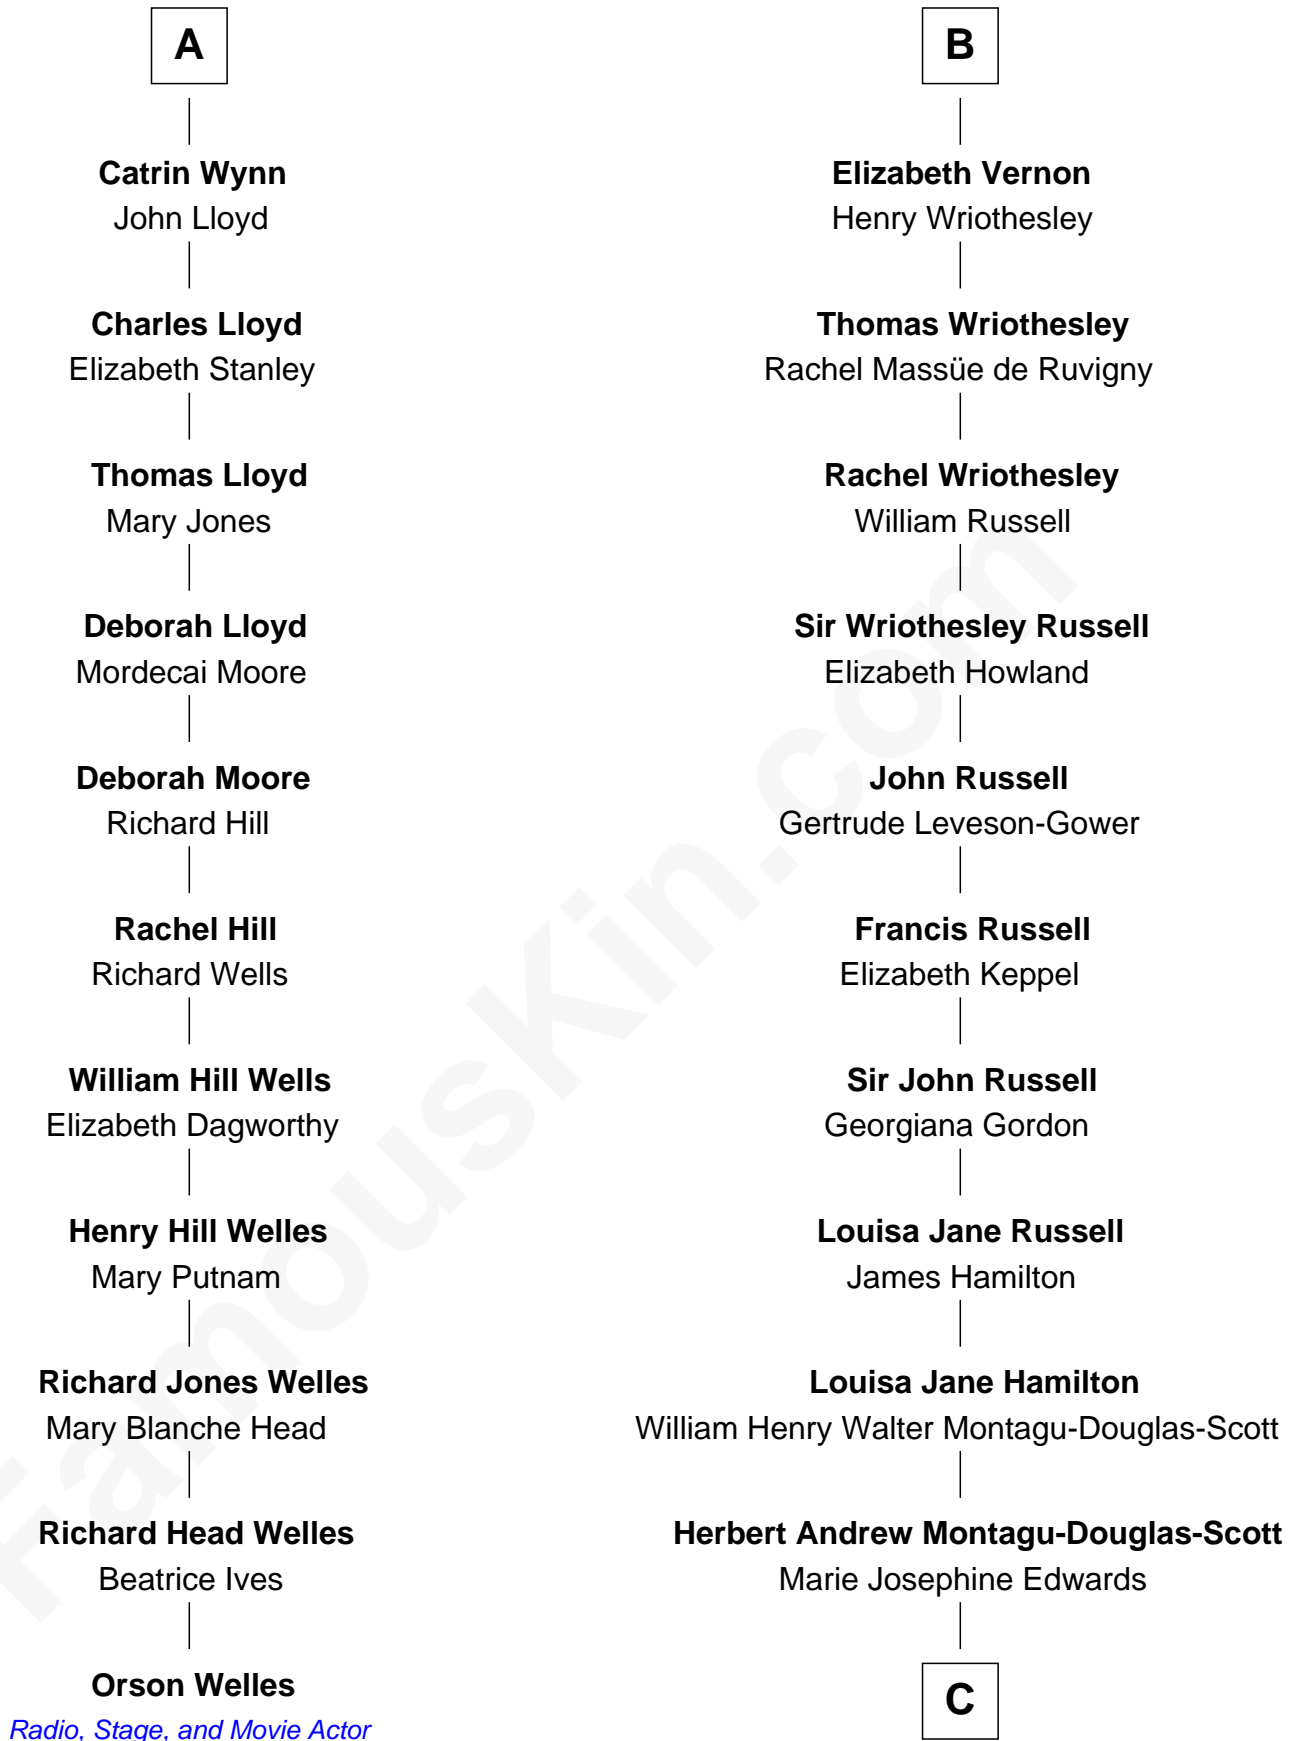 A
Catrin Wynn
John Lloyd
Charles Lloyd
Elizabeth Stanley
Thomas Lloyd
Mary Jones
Deborah Lloyd
Mordecai Moore
Deborah Moore
Richard Hill
Rachel Hill
Richard Wells
William Hill Wells
Elizabeth Dagworthy
Henry Hill Welles
Mary Putnam
Richard Jones Welles
Mary Blanche Head
Richard Head Welles
Beatrice Ives
Orson Welles
Radio, Stage, and Movie Actor
B
Elizabeth Vernon
Henry Wriothesley
Thomas Wriothesley
Rachel Massüe de Ruvigny
Rachel Wriothesley
William Russell
Sir Wriothesley Russell
Elizabeth Howland
John Russell
Gertrude Leveson-Gower
Francis Russell
Elizabeth Keppel
Sir John Russell
Georgiana Gordon
Louisa Jane Russell
James Hamilton
Louisa Jane Hamilton
William Henry Walter Montagu-Douglas-Scott
Herbert Andrew Montagu-Douglas-Scott
Marie Josephine Edwards
C
FamousKin.com